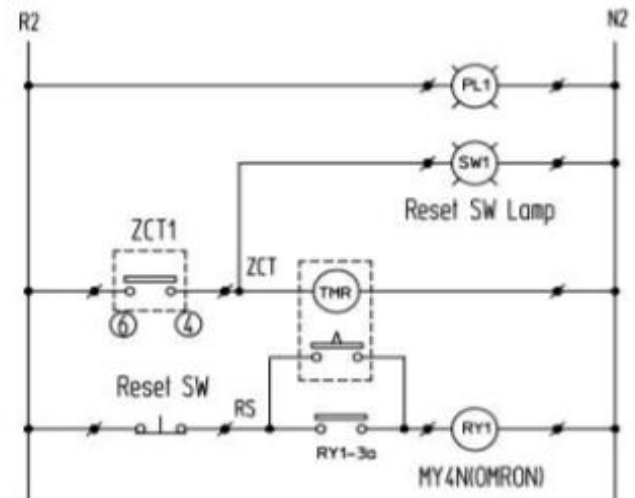 R2
N2
PL1
SW1
Reset SW Lamp
ZCT1
ZCT
TMR
6
4
Reset SW
RS
RY1-3a
RY1
MY4N(OMRON)